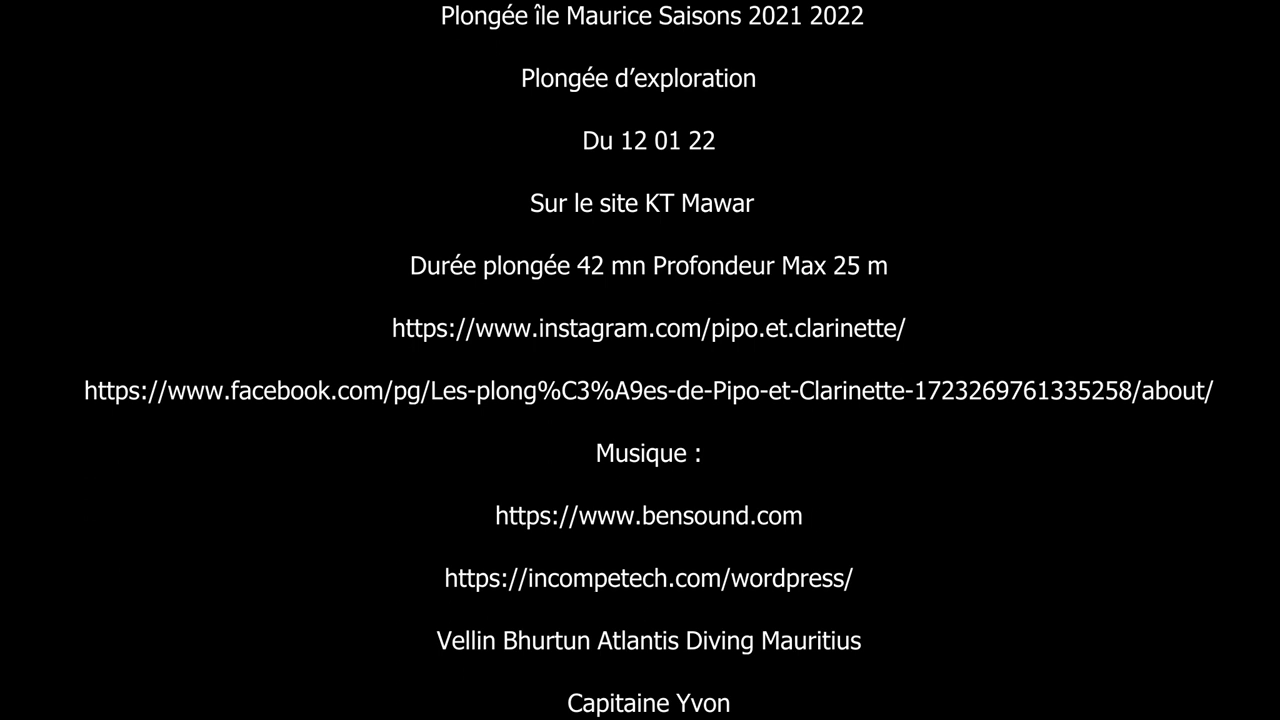 Plongée île Maurice Saisons 2021 2022
Plongée d’exploration
Du 12 01 22
Sur le site KT Mawar
Durée plongée 42 mn Profondeur Max 25 m
https://www.instagram.com/pipo.et.clarinette/
https://www.facebook.com/pg/Les-plong%C3%A9es-de-Pipo-et-Clarinette-1723269761335258/about/
Musique :
https://www.bensound.com
https://incompetech.com/wordpress/
Vellin Bhurtun Atlantis Diving Mauritius
Capitaine Yvon